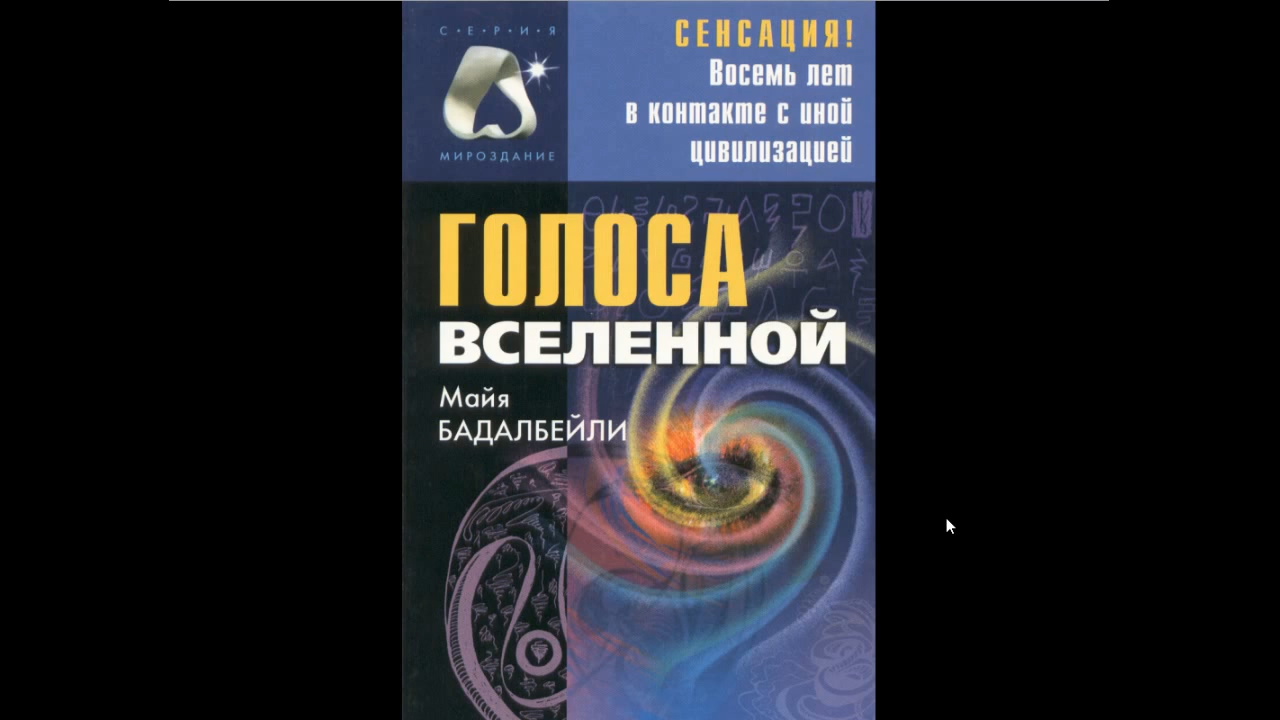 С·Е·Р·И·Я
МИРОЗДАНИЕ
СЕНСАЦИЯ!
Восемь лет
в контакте с иной
цивилизацией
ГОЛОСА
ВСЕЛЕННОЙ
Майя
БАДАЛБЕЙЛИ